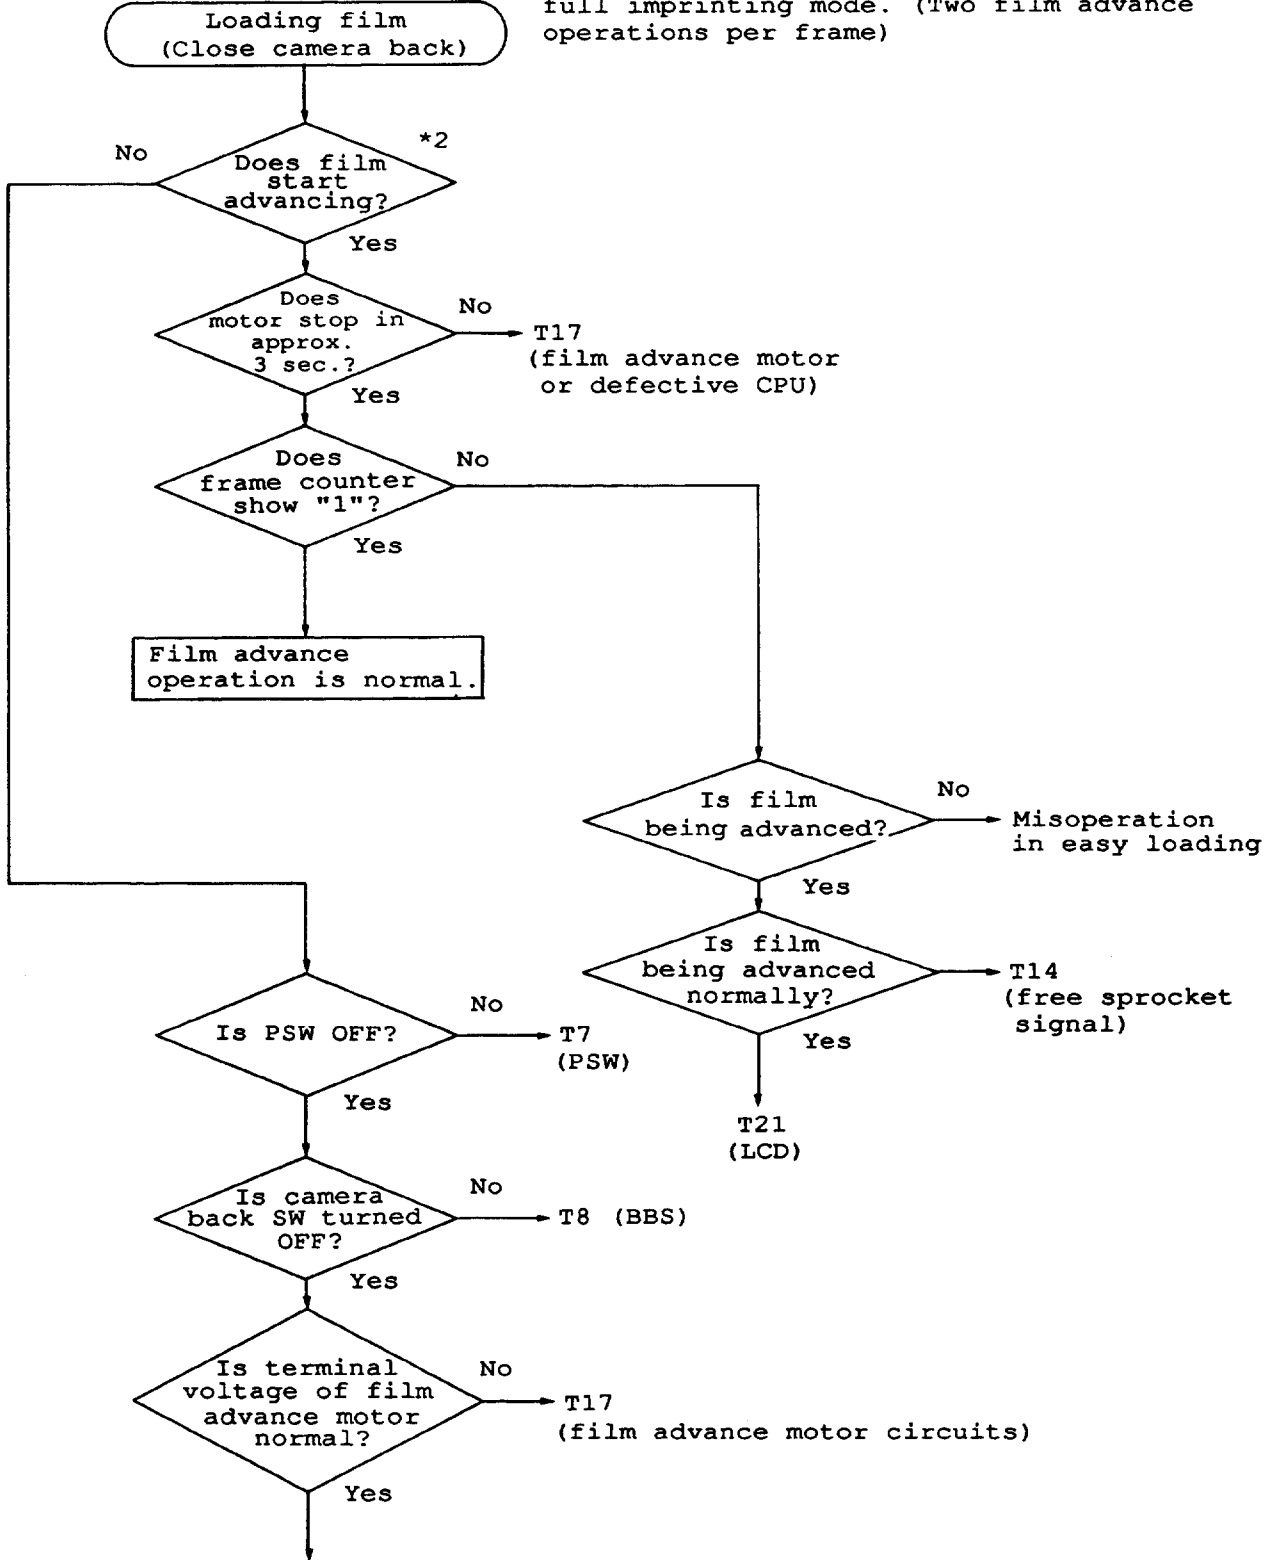 full imprinting mode. (Two film advance
operations per frame)
Loading film
(Close camera back)
*2
No
Does film
start
advancing?
Yes
Does
motor stop in
approx.
3 sec.?
No
T17
(film advance motor
or defective CPU)
Yes
Does
frame counter
show "1"?
No
Yes
Film advance
operation is normal.
Is film
being advanced?
No
Misoperation
in easy loading
Yes
Is film
being advanced
normally?
T14
(free sprocket
signal)
Yes
T21
(LCD)
Is PSW OFF?
No
T7
(PSW)
Yes
Is camera
back SW turned
OFF?
No
T8 (BBS)
Yes
Is terminal
voltage of film
advance motor
normal?
No
T17
(film advance motor circuits)
Yes